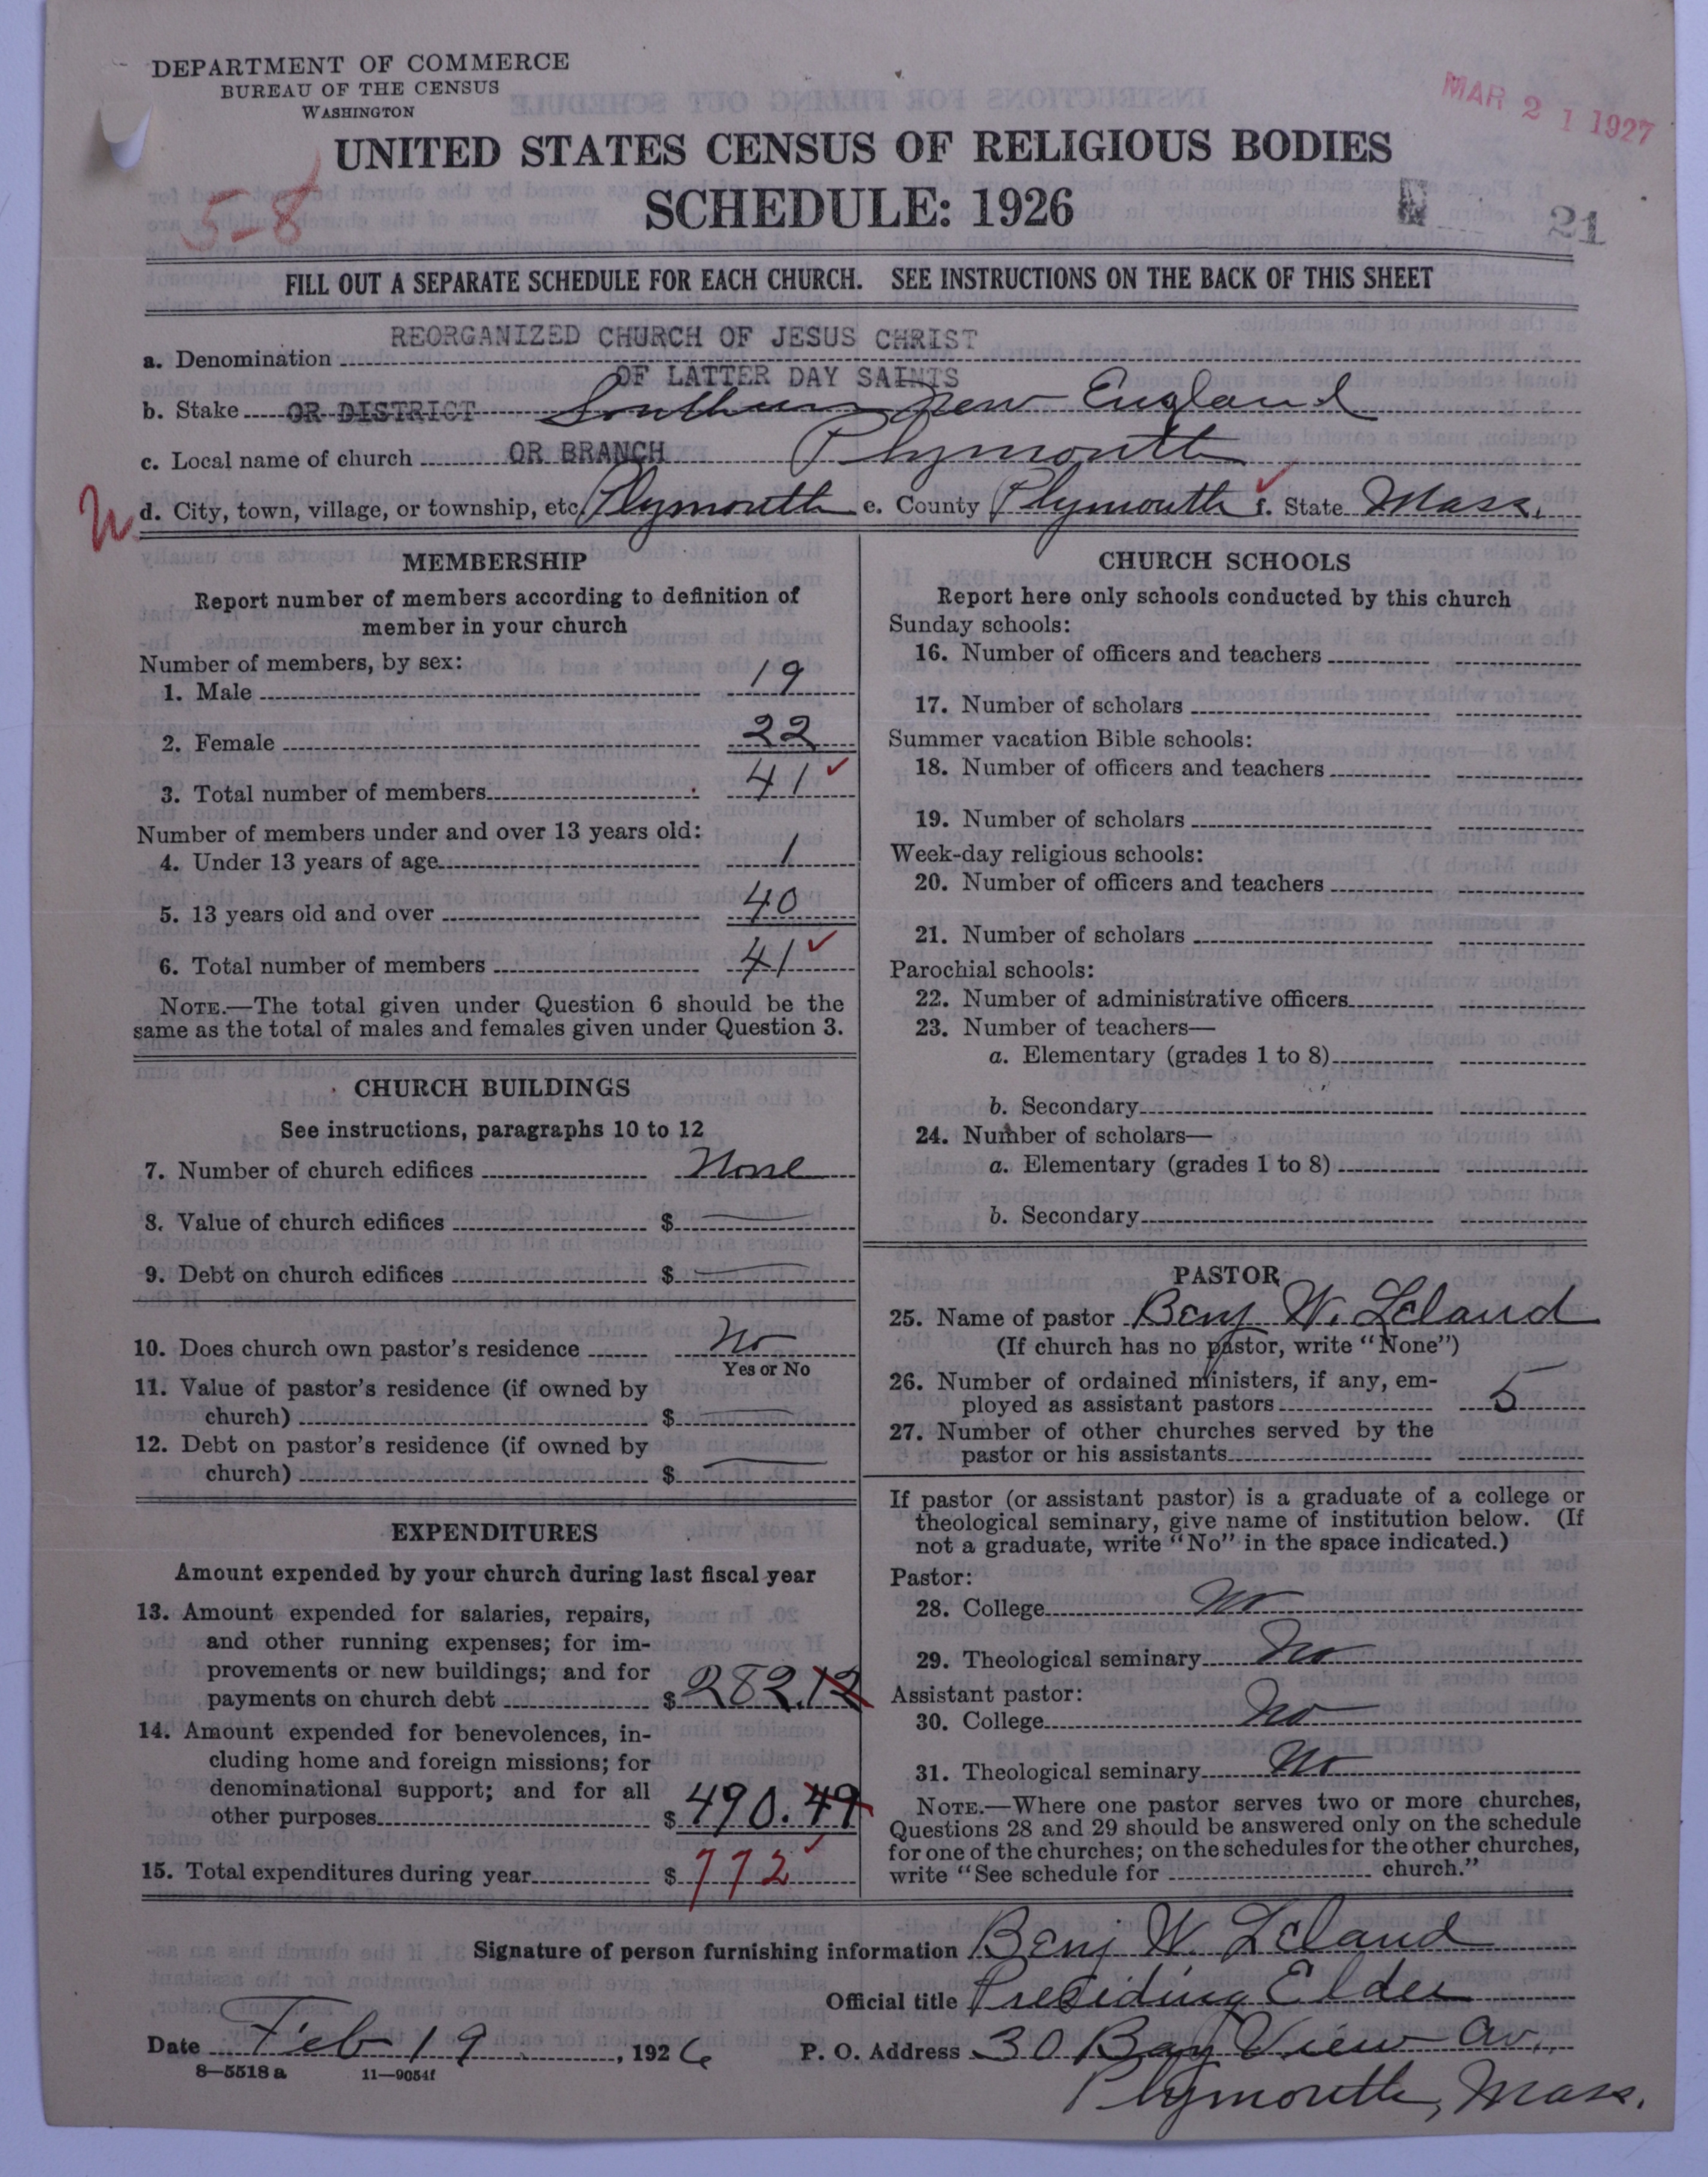 DEPARTMENT OF COMMERCE
BUREAU OF THE CENSUS
WASHINGTON
MAR 21 1927
UNITED STATES CENSUS OF RELIGIOUS BODIES
SCHEDULE: 1926
5-8
21
FILL OUT A SEPARATE SCHEDULE FOR EACH CHURCH. SEE INSTRUCTIONS ON THE BACK OF THIS SHEET
REORGANIZED CHURCH OF JESUS CHRIST
a. Denomination
OF LATTER DAY SAINTS
b. Stake OR DISTRICT Southern New England
c. Local name of church OR BRANCH Plymouth
d. City, town, village, or township, etc. Plymouth e. County Plymouth f. State Mass.
MEMBERSHIP
Report number of members according to definition of
member in your church
Number of members, by sex:
1. Male 19
2. Female 22
3. Total number of members 41
Number of members under and over 13 years old:
4. Under 13 years of age 1
5. 13 years old and over 40
6. Total number of members 41
NOTE.—The total given under Question 6 should be the
same as the total of males and females given under Question 3.
CHURCH BUILDINGS
See instructions, paragraphs 10 to 12
7. Number of church edifices None
8. Value of church edifices $
9. Debt on church edifices $
10. Does church own pastor's residence No
Yes or No
11. Value of pastor's residence (if owned by
church) $
12. Debt on pastor's residence (if owned by
church) $
EXPENDITURES
Amount expended by your church during last fiscal year
13. Amount expended for salaries, repairs,
and other running expenses; for im-
provements or new buildings; and for
payments on church debt $282.12
14. Amount expended for benevolences, in-
cluding home and foreign missions; for
denominational support; and for all
other purposes $490.49
15. Total expenditures during year $772
CHURCH SCHOOLS
Report here only schools conducted by this church
Sunday schools:
16. Number of officers and teachers
17. Number of scholars
Summer vacation Bible schools:
18. Number of officers and teachers
19. Number of scholars
Week-day religious schools:
20. Number of officers and teachers
21. Number of scholars
Parochial schools:
22. Number of administrative officers
23. Number of teachers—
a. Elementary (grades 1 to 8)
b. Secondary
24. Number of scholars—
a. Elementary (grades 1 to 8)
b. Secondary
PASTOR
25. Name of pastor Benj W. Leland
(If church has no pastor, write "None")
26. Number of ordained ministers, if any, em-
ployed as assistant pastors 5
27. Number of other churches served by the
pastor or his assistants
If pastor (or assistant pastor) is a graduate of a college or
theological seminary, give name of institution below. (If
not a graduate, write "No" in the space indicated.)
Pastor:
28. College No
29. Theological seminary No
Assistant pastor:
30. College No
31. Theological seminary No
NOTE.—Where one pastor serves two or more churches,
Questions 28 and 29 should be answered only on the schedule
for one of the churches; on the schedules for the other churches,
write "See schedule for church."
Signature of person furnishing information Benj W. Leland
Official title Presiding Elder
Date Feb 19, 1926 P. O. Address 30 Bay View Av.,
8—5518 a 11—9054f
Plymouth, Mass.